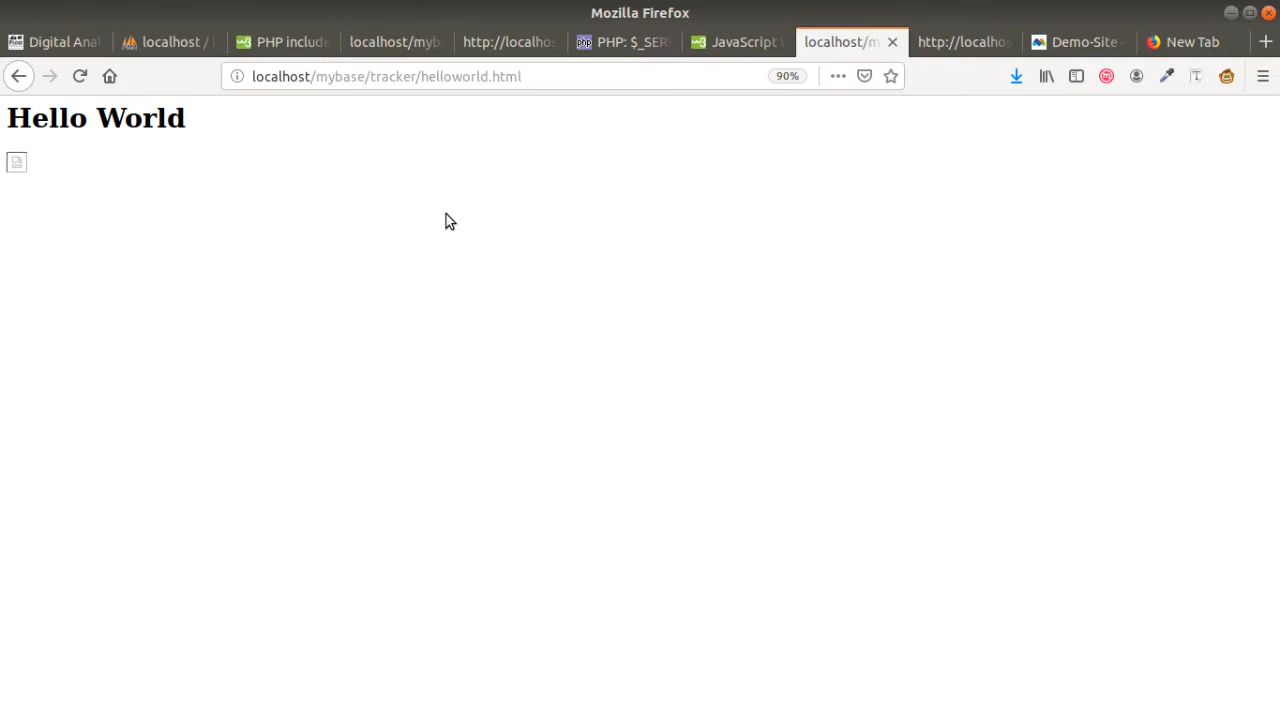 Mozilla Firefox
Digital Ana
localhost /
PHP include
localhost/myb
http://localhos
php PHP: $_SER
JavaScript
localhost/m
http://localhos
Demo-Site
New Tab
localhost/mybase/tracker/helloworld.html
90%
Hello World